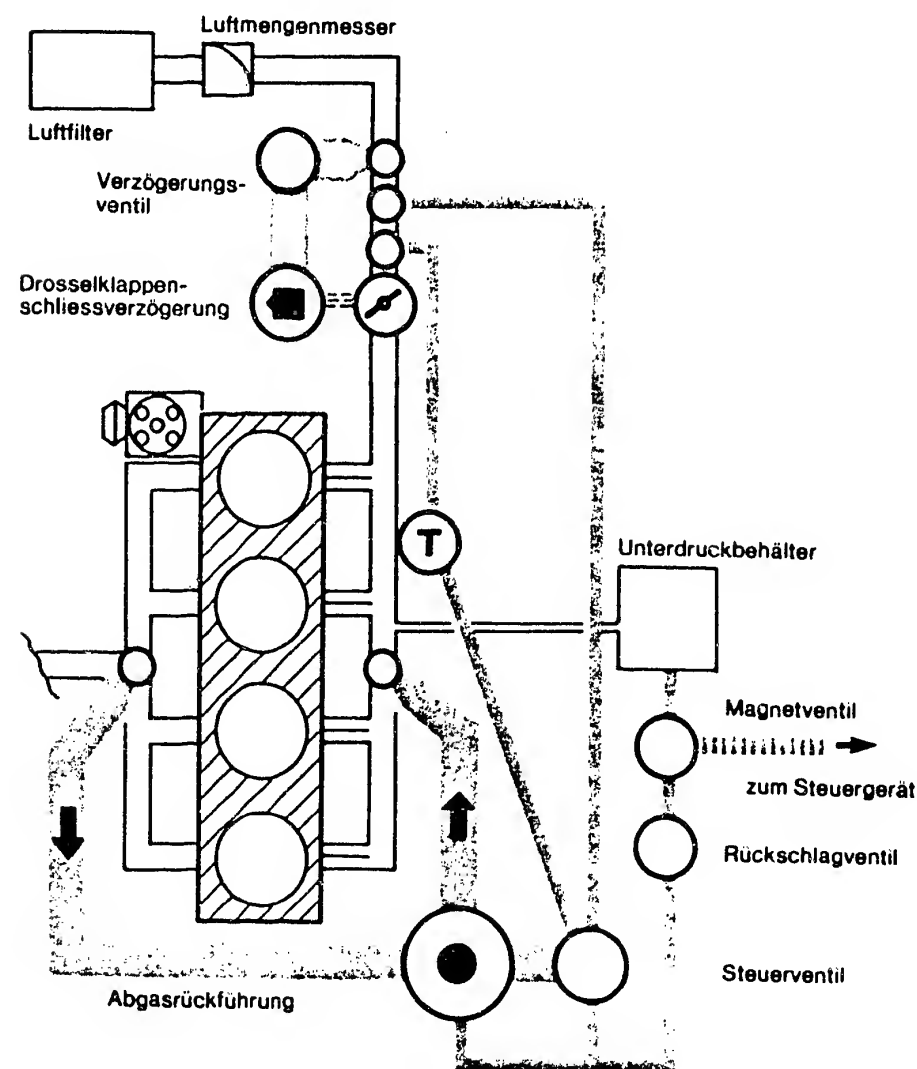 Luftmengenmesser
Luftfilter
Verzögerungs-
ventil
Drosselklappen-
schliessverzögerung
T
Unterdruckbehälter
Magnetventil
zum Steuergerät
Rückschlagventil
Steuerventil
Abgasrückführung